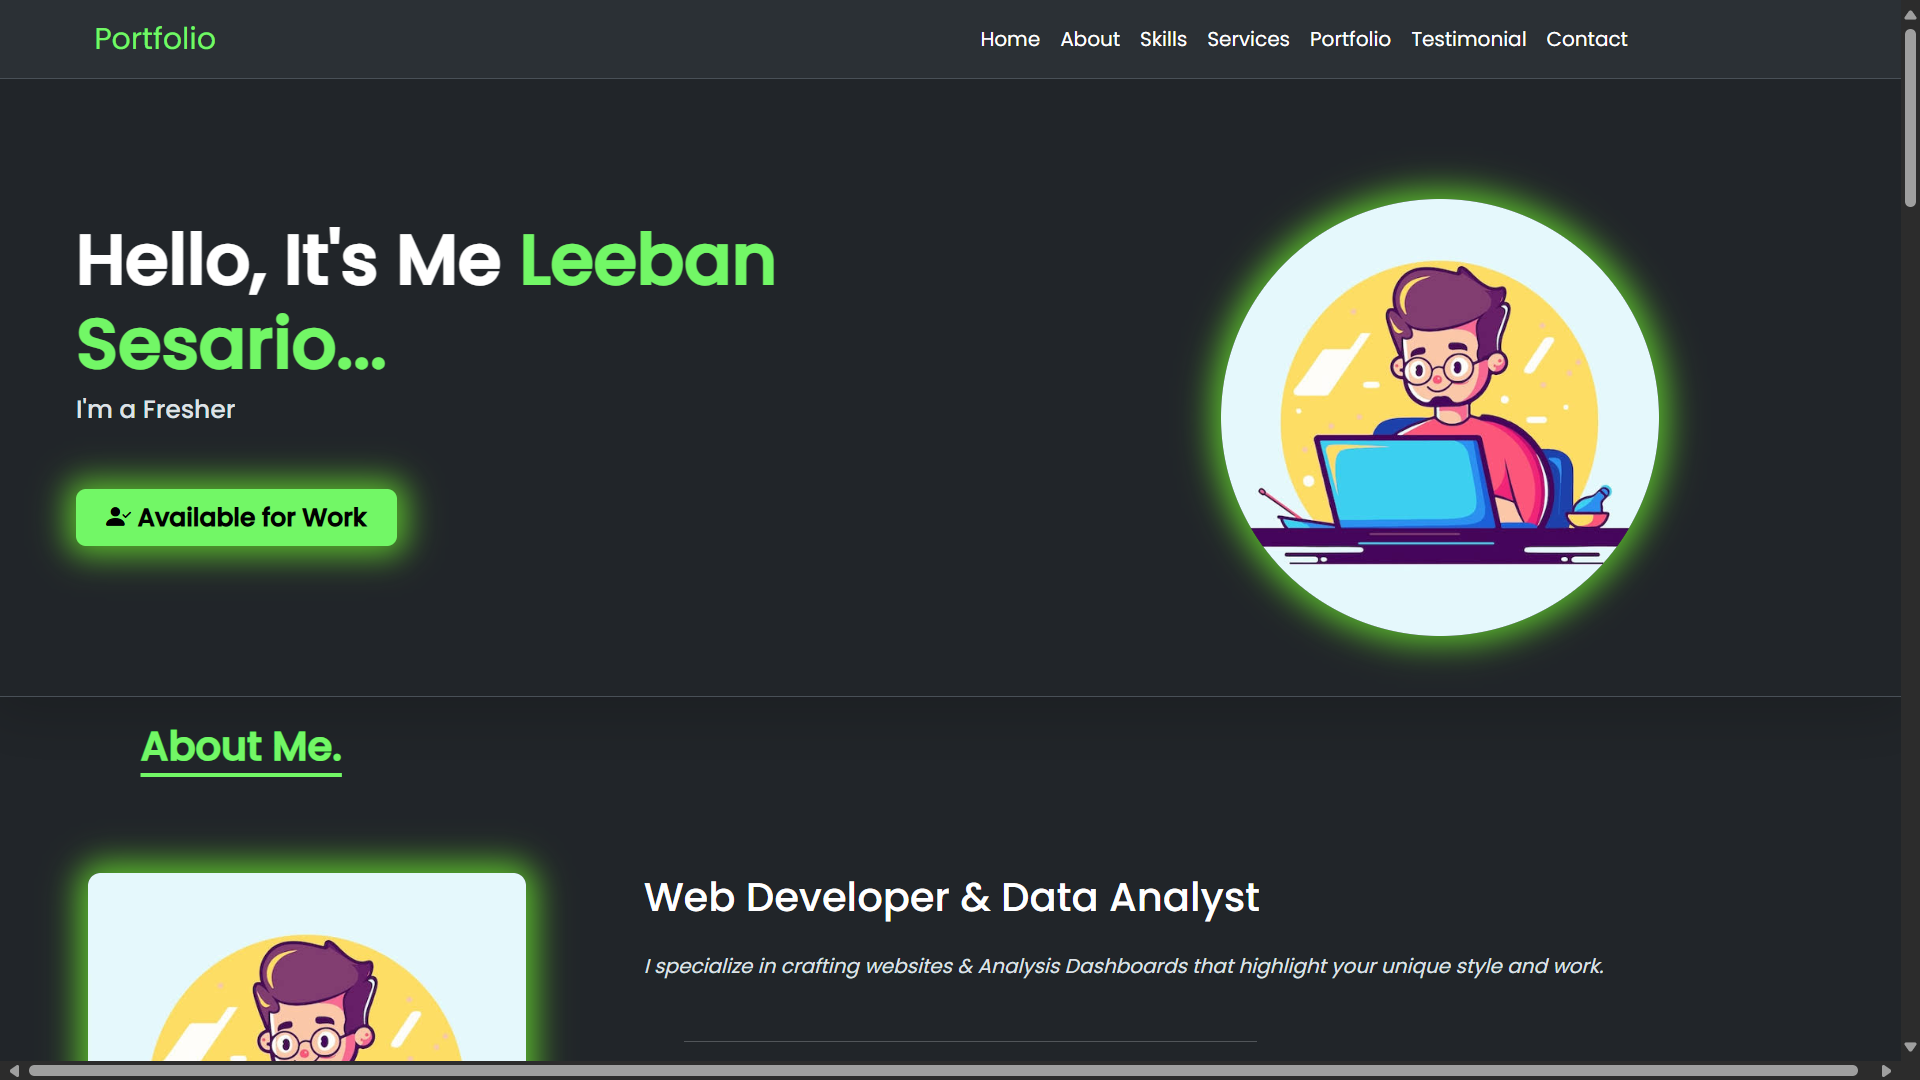 Portfolio
Home About Skills Services Portfolio Testimonial Contact
Hello, It's Me Leeban
Sesario...
I'm a Fresher
Available for Work
About Me.
Web Developer & Data Analyst
I specialize in crafting websites & Analysis Dashboards that highlight your unique style and work.